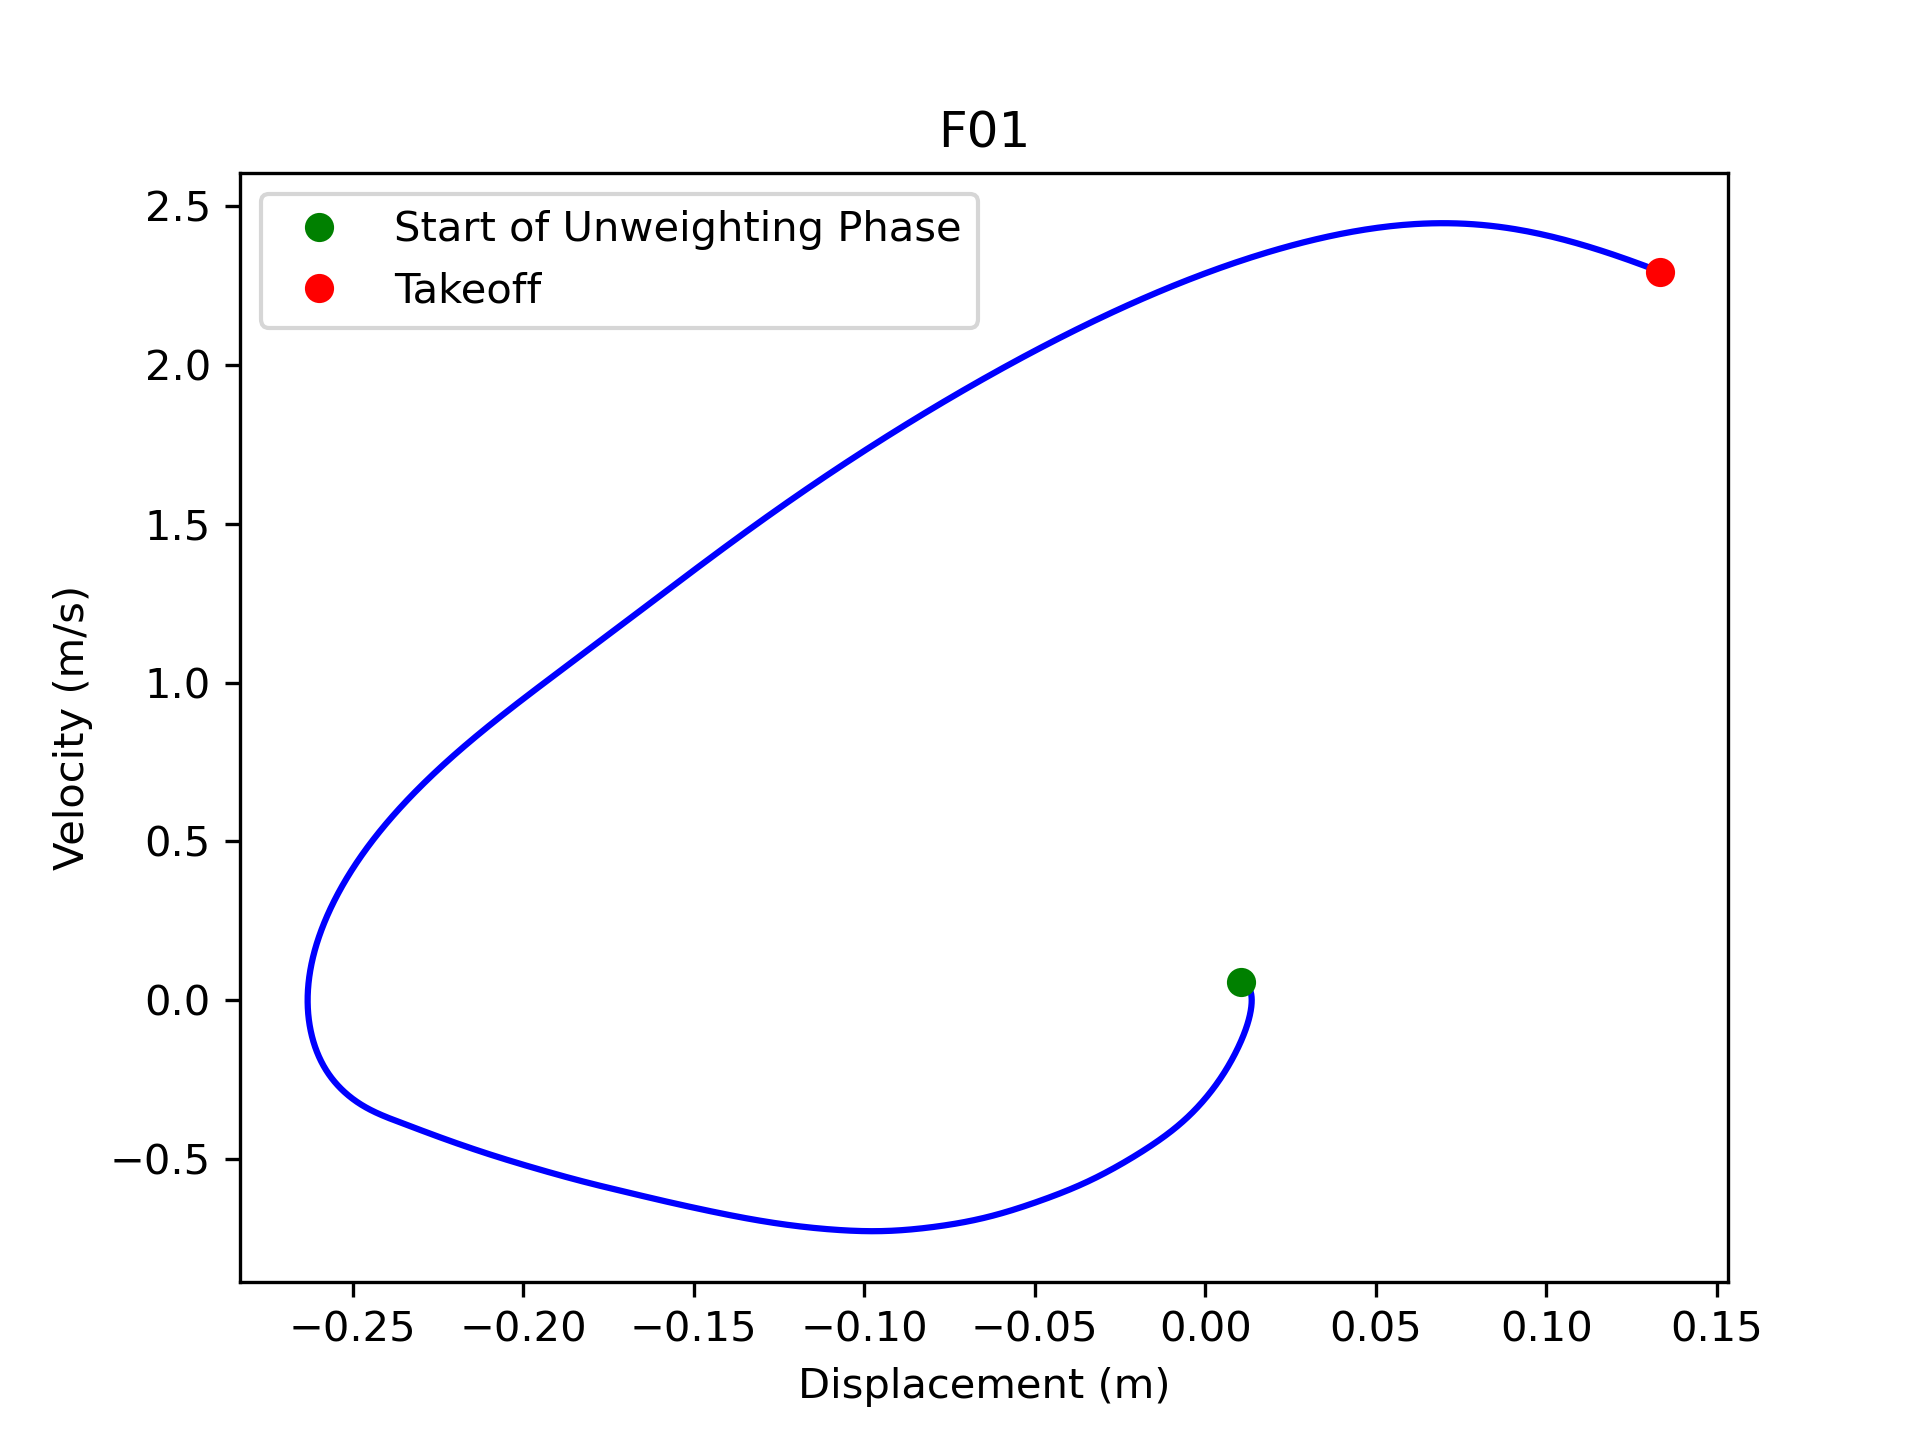 F01
Start of Unweighting Phase
Takeoff
2.5
2.0
1.5
1.0
0.5
0.0
−0.5
Velocity (m/s)
−0.25 −0.20 −0.15 −0.10 −0.05 0.00 0.05 0.10 0.15
Displacement (m)